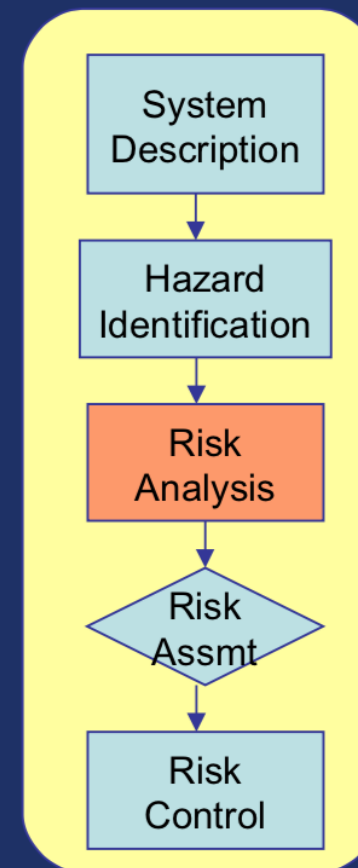 System
Description
Hazard
Identification
Risk
Analysis
Risk
Assmt
Risk
Control